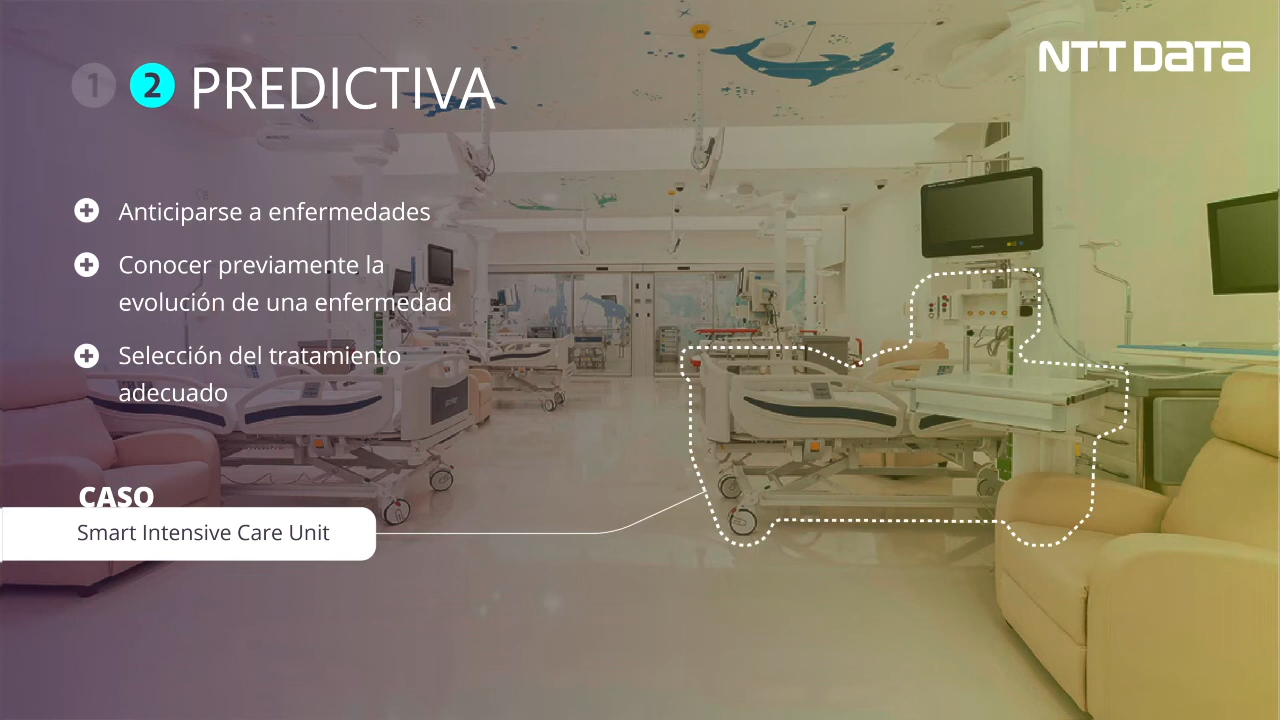 NTT DATA
1 2 PREDICTIVA
Anticiparse a enfermedades
Conocer previamente la
evolución de una enfermedad
Selección del tratamiento
adecuado
CASO
Smart Intensive Care Unit